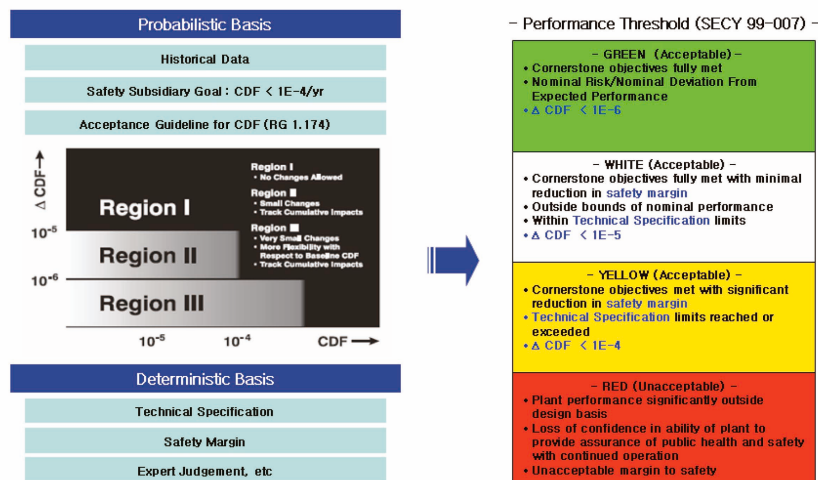 Probabilistic Basis
Historical Data
Safety Subsidiary Goal : CDF < 1E-4/yr
Acceptance Guideline for CDF (RG 1.174)
Δ CDF→
10-5
10-6
Region I
Region II
Region III
Region I
• No Changes Allowed
Region II
• Small Changes
• Track Cumulative Impacts
Region III
• Very Small Changes
• More Flexibility with
Respect to Baseline CDF
• Track Cumulative Impacts
10-5
10-4
CDF→
Deterministic Basis
Technical Specification
Safety Margin
Expert Judgement, etc
- Performance Threshold (SECY 99-007) -
- GREEN (Acceptable) -
• Cornerstone objectives fully met
• Nominal Risk/Nominal Deviation From
Expected Performance
• Δ CDF < 1E-6
- WHITE (Acceptable) -
• Cornerstone objectives fully met with minimal
reduction in safety margin
• Outside bounds of nominal performance
• Within Technical Specification limits
• Δ CDF < 1E-5
- YELLOW (Acceptable) -
• Cornerstone objectives met with significant
reduction in safety margin
• Technical Specification limits reached or
exceeded
• Δ CDF < 1E-4
- RED (Unacceptable) -
• Plant performance significantly outside
design basis
• Loss of confidence in ability of plant to
provide assurance of public health and safety
with continued operation
• Unacceptable margin to safety